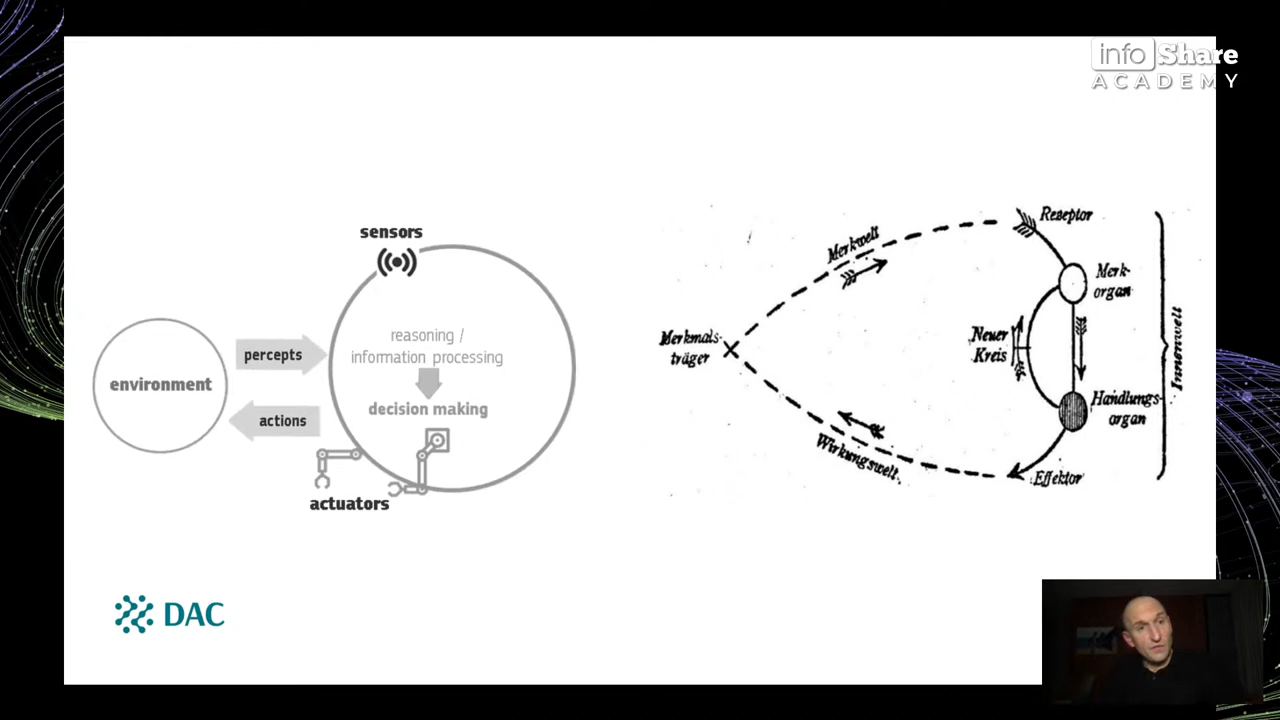 info Share
ACADEMY
sensors
reasoning /
information processing
decision making
environment
percepts
actions
actuators
DAC
Merkwelt
Rezeptor
Merk-
organ
Merkmals-
träger
Neuer
Kreis
Innenwelt
Handlungs-
organ
Wirkungswelt
Effektor